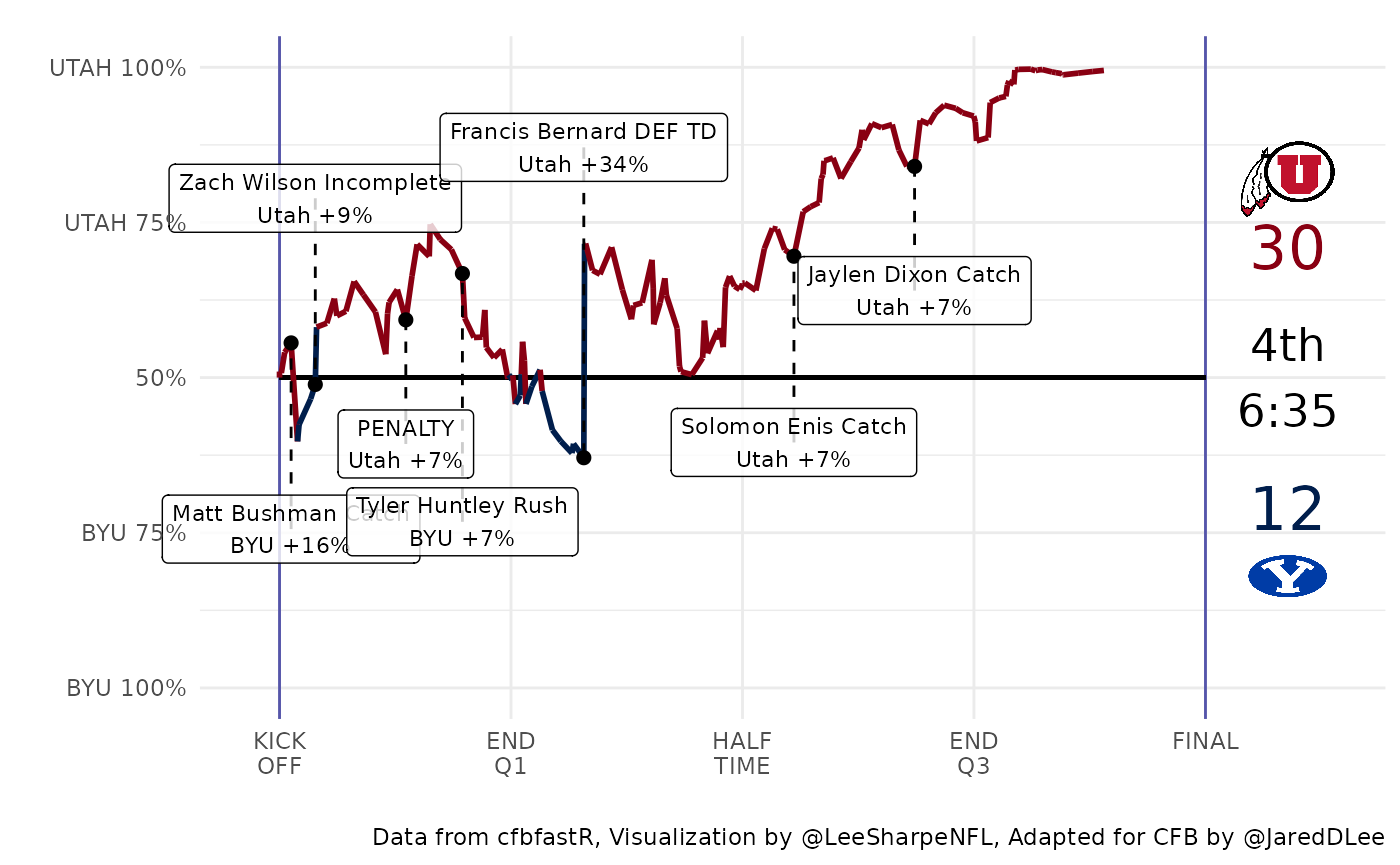 UTAH 100%
Francis Bernard DEF TD
Utah +34%
Zach Wilson Incomplete
Utah +9%
UTAH 75%
U
30
Jaylen Dixon Catch
Utah +7%
4th
50%
6:35
PENALTY
Utah +7%
Solomon Enis Catch
Utah +7%
12
Matt Bushman Catch
BYU +16%
Tyler Huntley Rush
BYU +7%
BYU 75%
Y
BYU 100%
KICK
OFF
END
Q1
HALF
TIME
END
Q3
FINAL
Data from cfbfastR, Visualization by @LeeSharpeNFL, Adapted for CFB by @JaredDLee